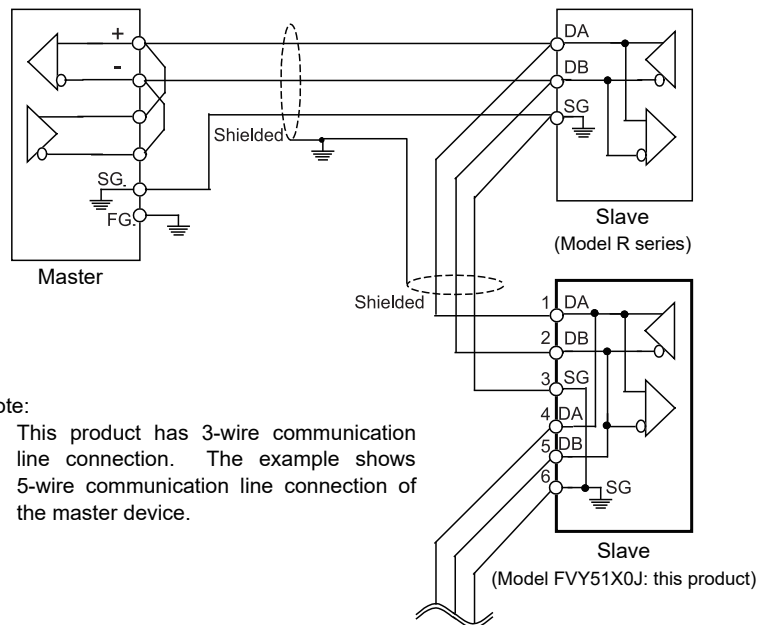 +
-
SG.
FG.
Master
Shielded
DA
DB
SG
Slave
(Model R series)
Shielded
1 DA
2 DB
3 SG
4 DA
5 DB
6 SG
Slave
(Model FVY51X0J: this product)
ote:
This product has 3-wire communication
line connection. The example shows
5-wire communication line connection of
the master device.